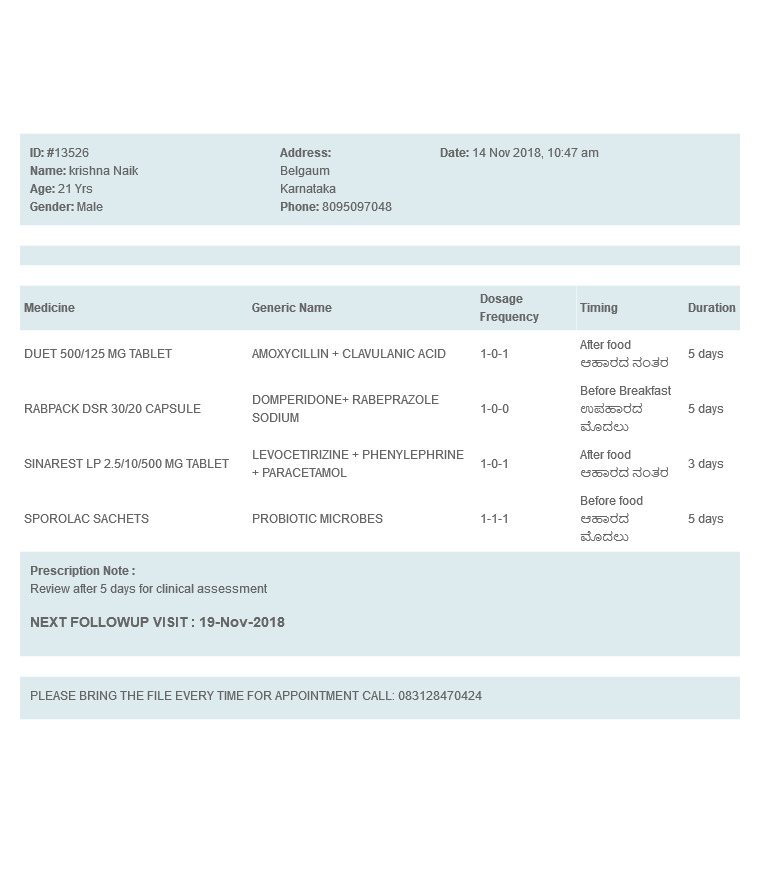 ID: #13526
Name: krishna Naik
Age: 21 Yrs
Gender: Male
Address:
Belgaum
Karnataka
Phone: 8095097048
Date: 14 Nov 2018, 10:47 am
Medicine Generic Name Dosage Frequency Timing Duration
DUET 500/125 MG TABLET AMOXYCILLIN + CLAVULANIC ACID 1-0-1 After food ಆಹಾರದ ನಂತರ 5 days
RABPACK DSR 30/20 CAPSULE DOMPERIDONE+ RABEPRAZOLE SODIUM 1-0-0 Before Breakfast ಉಪಹಾರದ ಮೊದಲು 5 days
SINAREST LP 2.5/10/500 MG TABLET LEVOCETIRIZINE + PHENYLEPHRINE + PARACETAMOL 1-0-1 After food ಆಹಾರದ ನಂತರ 3 days
SPOROLAC SACHETS PROBIOTIC MICROBES 1-1-1 Before food ಆಹಾರದ ಮೊದಲು 5 days
Prescription Note :
Review after 5 days for clinical assessment
NEXT FOLLOWUP VISIT : 19-Nov-2018
PLEASE BRING THE FILE EVERY TIME FOR APPOINTMENT CALL: 083128470424